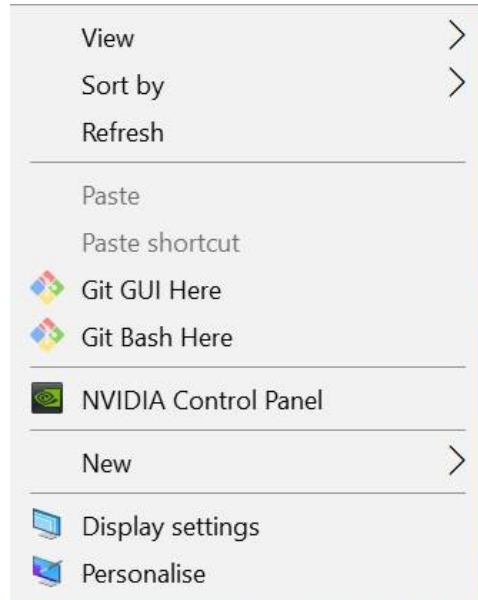 View
Sort by
Refresh
Paste
Paste shortcut
Git GUI Here
Git Bash Here
NVIDIA Control Panel
New
Display settings
Personalise